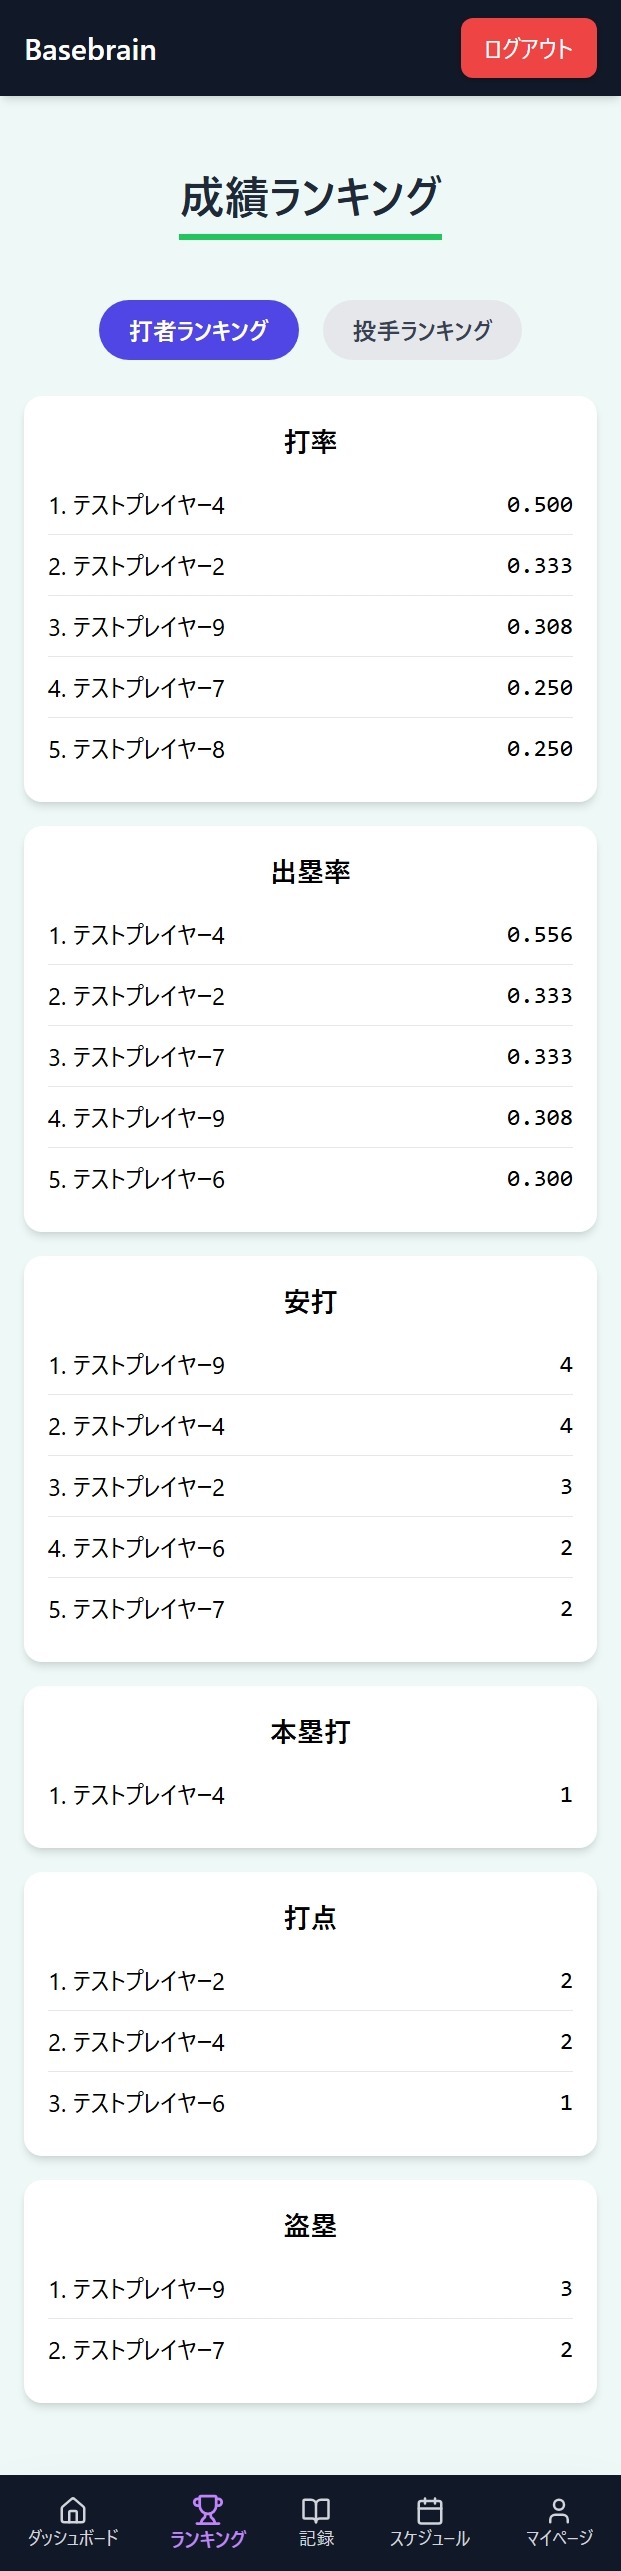 Basebrain
ログアウト
成績ランキング
打者ランキング 投手ランキング
打率
1. テストプレイヤー4 0.500
2. テストプレイヤー2 0.333
3. テストプレイヤー9 0.308
4. テストプレイヤー7 0.250
5. テストプレイヤー8 0.250
出塁率
1. テストプレイヤー4 0.556
2. テストプレイヤー2 0.333
3. テストプレイヤー7 0.333
4. テストプレイヤー9 0.308
5. テストプレイヤー6 0.300
安打
1. テストプレイヤー9 4
2. テストプレイヤー4 4
3. テストプレイヤー2 3
4. テストプレイヤー6 2
5. テストプレイヤー7 2
本塁打
1. テストプレイヤー4 1
打点
1. テストプレイヤー2 2
2. テストプレイヤー4 2
3. テストプレイヤー6 1
盗塁
1. テストプレイヤー9 3
2. テストプレイヤー7 2
ダッシュボード ランキング 記録 スケジュール マイページ